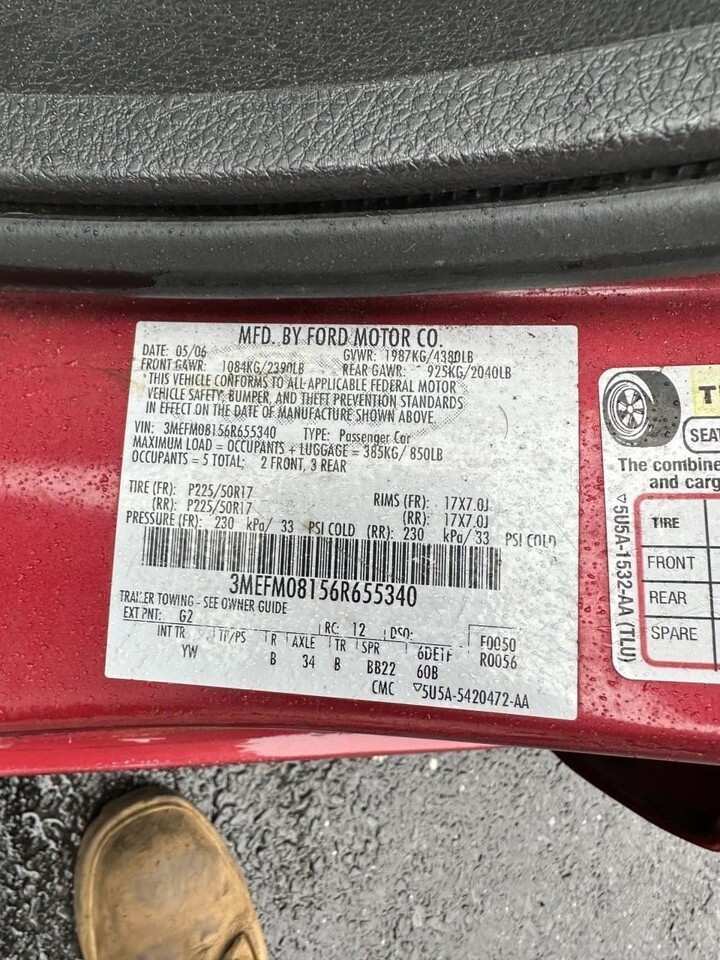 MFD. BY FORD MOTOR CO.
DATE: 05/06 GVWR: 1987KG/4380LB
FRONT GAWR: 1084KG/2390LB REAR GAWR: 925KG/2040LB
THIS VEHICLE CONFORMS TO ALL APPLICABLE FEDERAL MOTOR
VEHICLE SAFETY, BUMPER, AND THEFT PREVENTION STANDARDS
IN EFFECT ON THE DATE OF MANUFACTURE SHOWN ABOVE.
VIN: 3MEFM08156R655340 TYPE: Passenger Car
MAXIMUM LOAD = OCCUPANTS + LUGGAGE = 385KG/ 850LB
OCCUPANTS = 5 TOTAL; 2 FRONT, 3 REAR
TIRE (FR): P225/50R17 RIMS (FR): 17X7.0J
(RR): P225/50R17 (RR): 17X7.0J
PRESSURE (FR): 230 kPa/ 33 PSI COLD (RR): 230 kPa/ 33 PSI COLD
3MEFM08156R655340
TRAILER TOWING - SEE OWNER GUIDE
EXT PNT: G2 RC: 12 DSO: F0050
INT TR TP/PS R AXLE TR SPR 6DE1F R0056
YW B 34 B BB22 60B
CMC ▽5U5A-5420472-AA
SEAT
The combine
and carg
TIRE
FRONT
REAR
SPARE
▽5U5A-1532-AA (TLU)